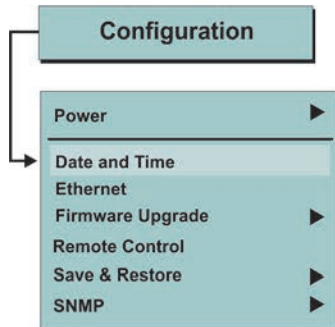 Configuration
Power
Date and Time
Ethernet
Firmware Upgrade
Remote Control
Save & Restore
SNMP